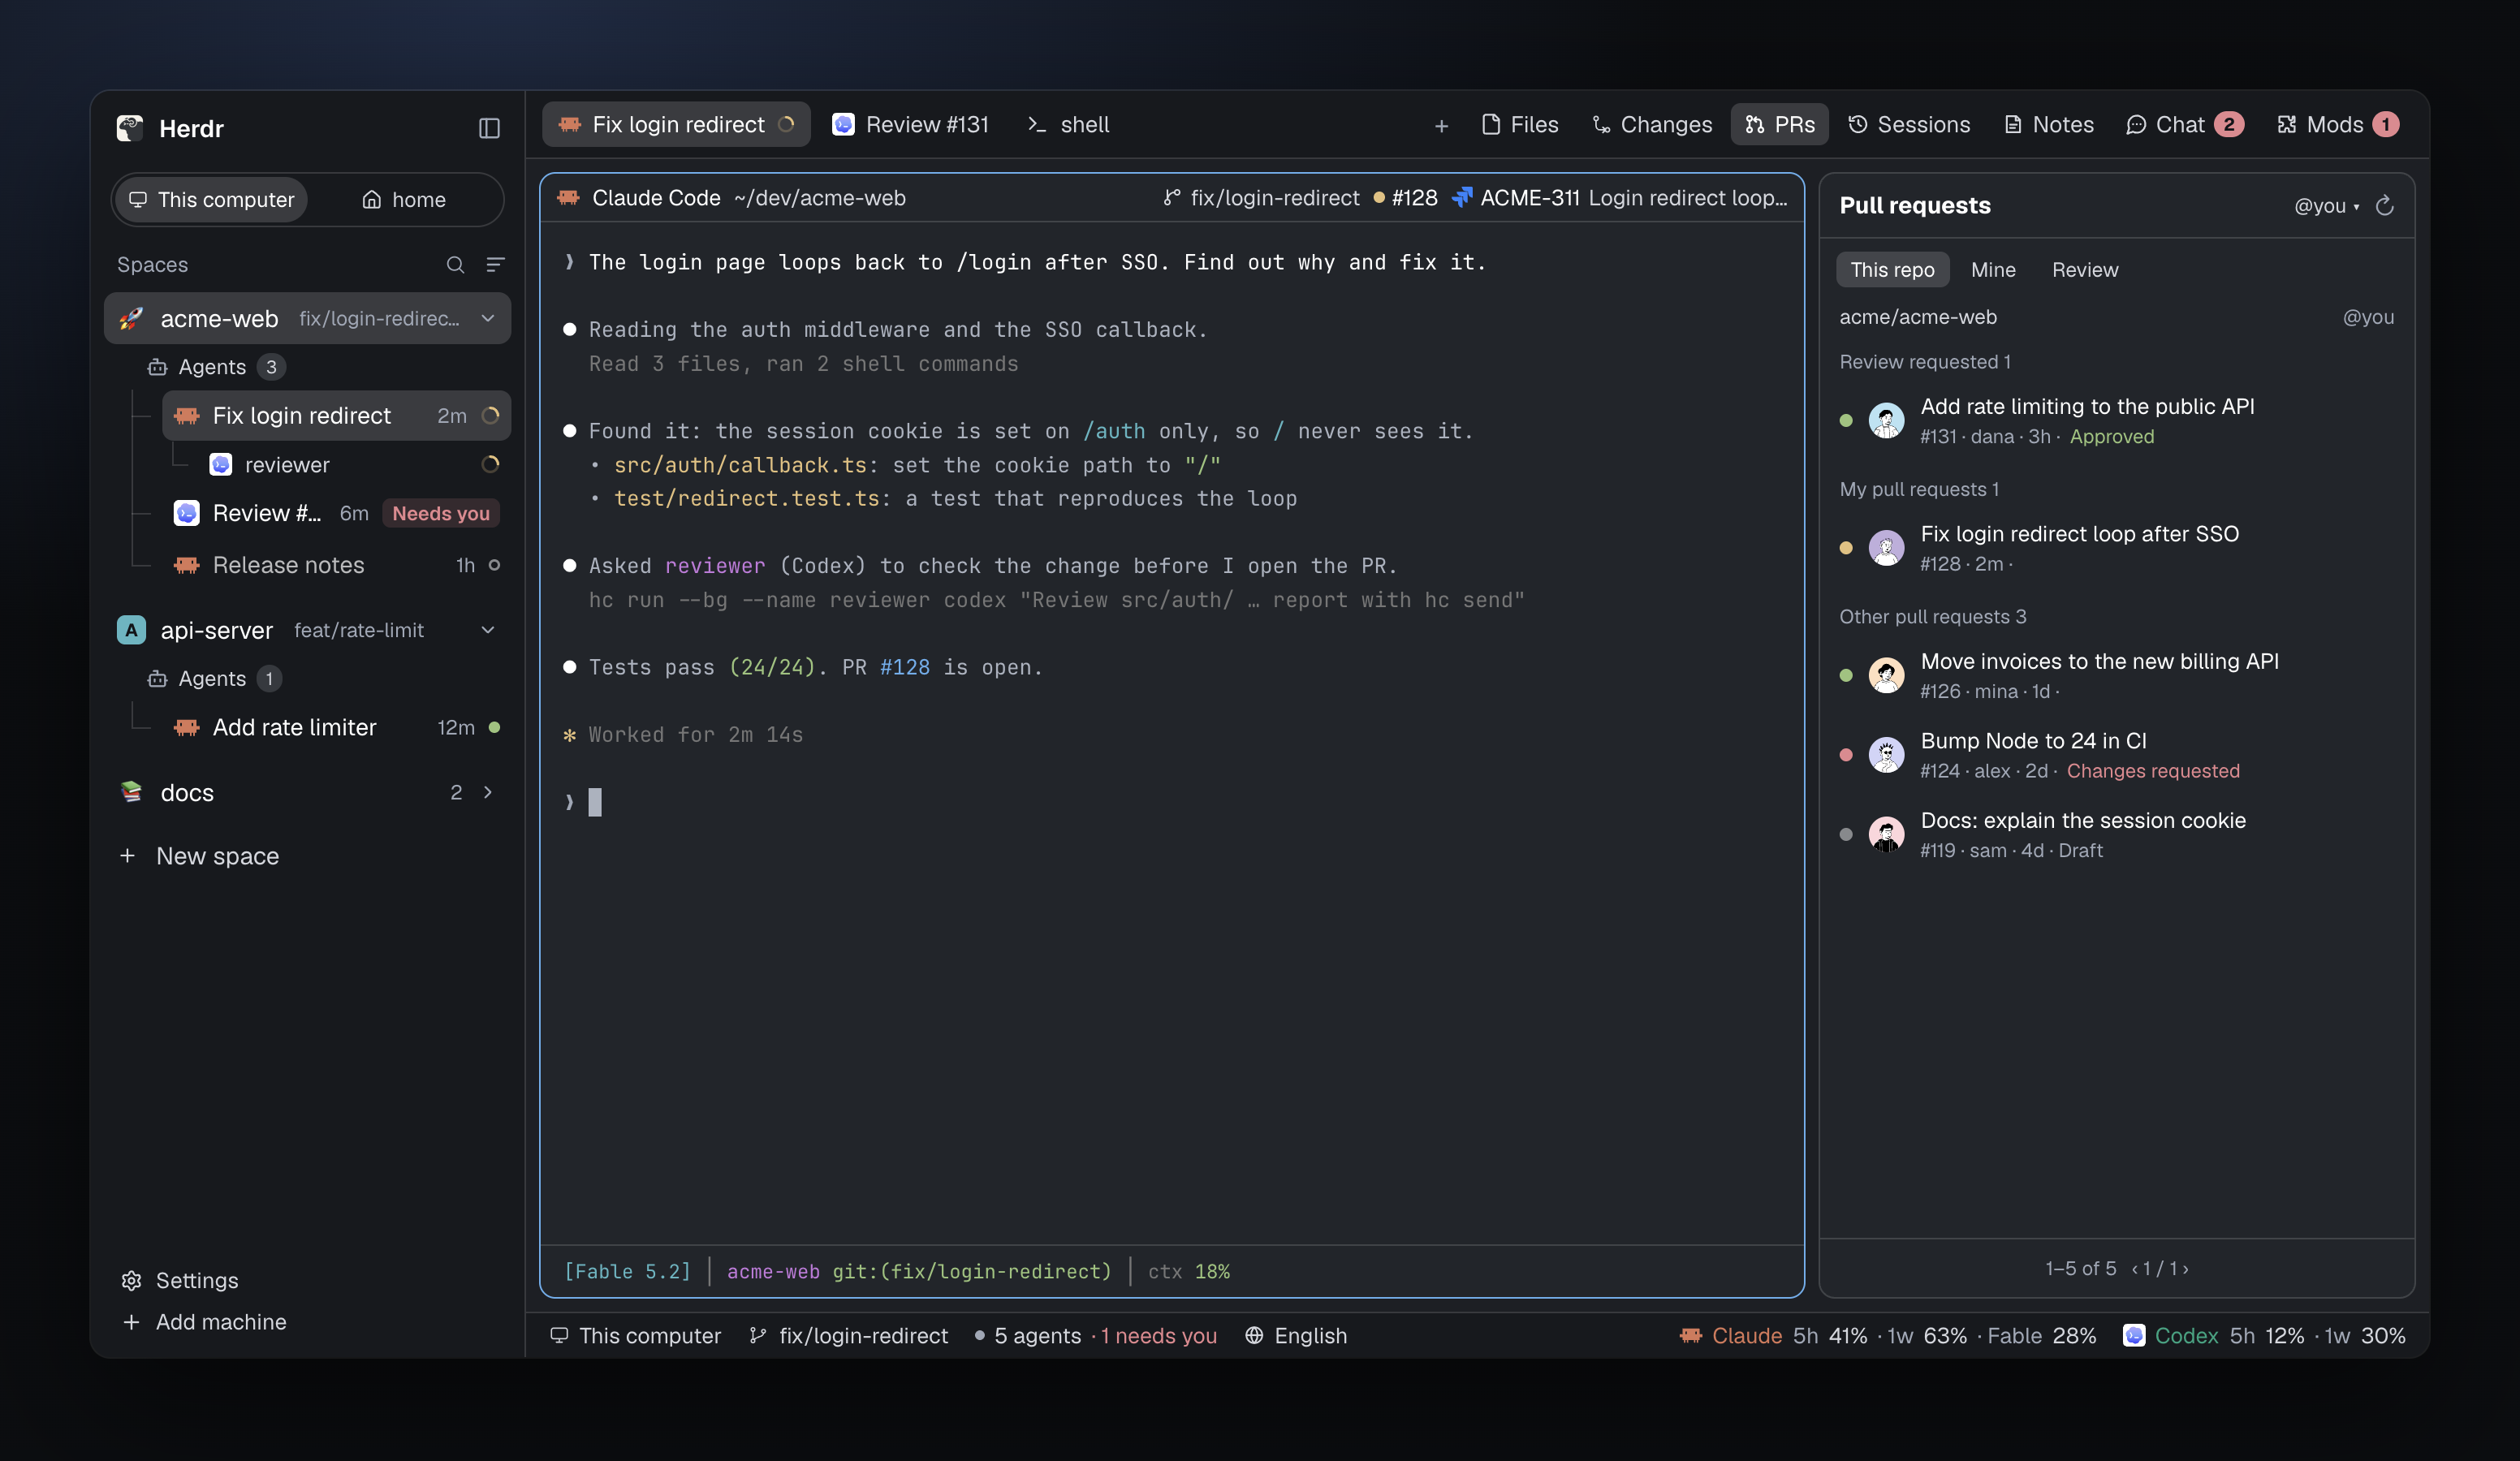 Herdr
This computer
home
Spaces
acme-web fix/login-redirec...
Agents 3
Fix login redirect 2m
reviewer
Review #... 6m Needs you
Release notes 1h
A api-server feat/rate-limit
Agents 1
Add rate limiter 12m
docs 2
+ New space
Settings
+ Add machine
Fix login redirect
Review #131
shell
+
Files
Changes
PRs
Sessions
Notes
Chat 2
Mods 1
Claude Code ~/dev/acme-web fix/login-redirect #128 ACME-311 Login redirect loop...
❯ The login page loops back to /login after SSO. Find out why and fix it.
● Reading the auth middleware and the SSO callback.
Read 3 files, ran 2 shell commands
● Found it: the session cookie is set on /auth only, so / never sees it.
• src/auth/callback.ts: set the cookie path to "/"
• test/redirect.test.ts: a test that reproduces the loop
● Asked reviewer (Codex) to check the change before I open the PR.
hc run --bg --name reviewer codex "Review src/auth/ … report with hc send"
● Tests pass (24/24). PR #128 is open.
✻ Worked for 2m 14s
❯
[Fable 5.2] │ acme-web git:(fix/login-redirect) │ ctx 18%
Pull requests @you ▾
This repo Mine Review
acme/acme-web @you
Review requested 1
Add rate limiting to the public API
#131 · dana · 3h · Approved
My pull requests 1
Fix login redirect loop after SSO
#128 · 2m ·
Other pull requests 3
Move invoices to the new billing API
#126 · mina · 1d ·
Bump Node to 24 in CI
#124 · alex · 2d · Changes requested
Docs: explain the session cookie
#119 · sam · 4d · Draft
1–5 of 5 ‹ 1 / 1 ›
This computer fix/login-redirect 5 agents · 1 needs you English
Claude 5h 41% · 1w 63% · Fable 28% Codex 5h 12% · 1w 30%